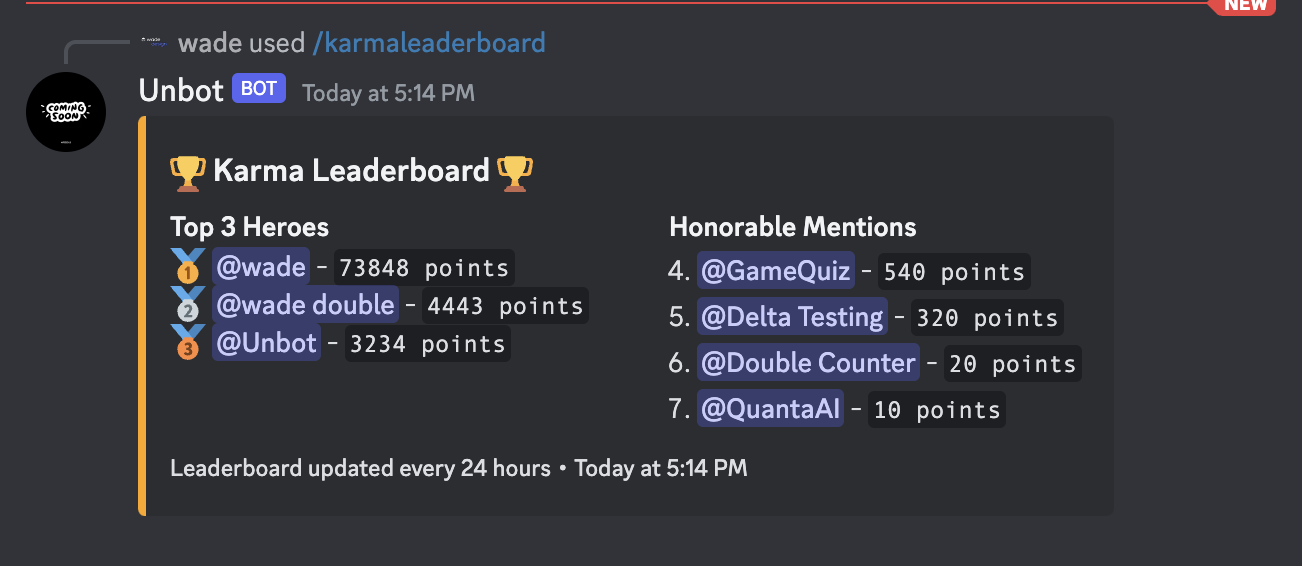 NEW
wade used /karmaleaderboard
Unbot BOT Today at 5:14 PM
COMING SOON
🏆 Karma Leaderboard 🏆
Top 3 Heroes
🥇 @wade - 73848 points
🥈 @wade double - 4443 points
🥉 @Unbot - 3234 points
Honorable Mentions
4. @GameQuiz - 540 points
5. @Delta Testing - 320 points
6. @Double Counter - 20 points
7. @QuantaAI - 10 points
Leaderboard updated every 24 hours • Today at 5:14 PM